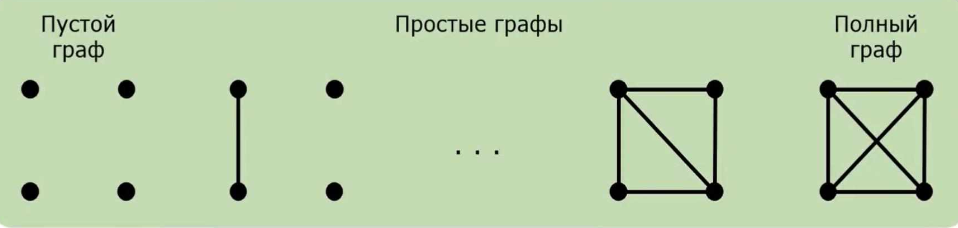 Пустой
граф
Простые графы
Полный
граф
. . .